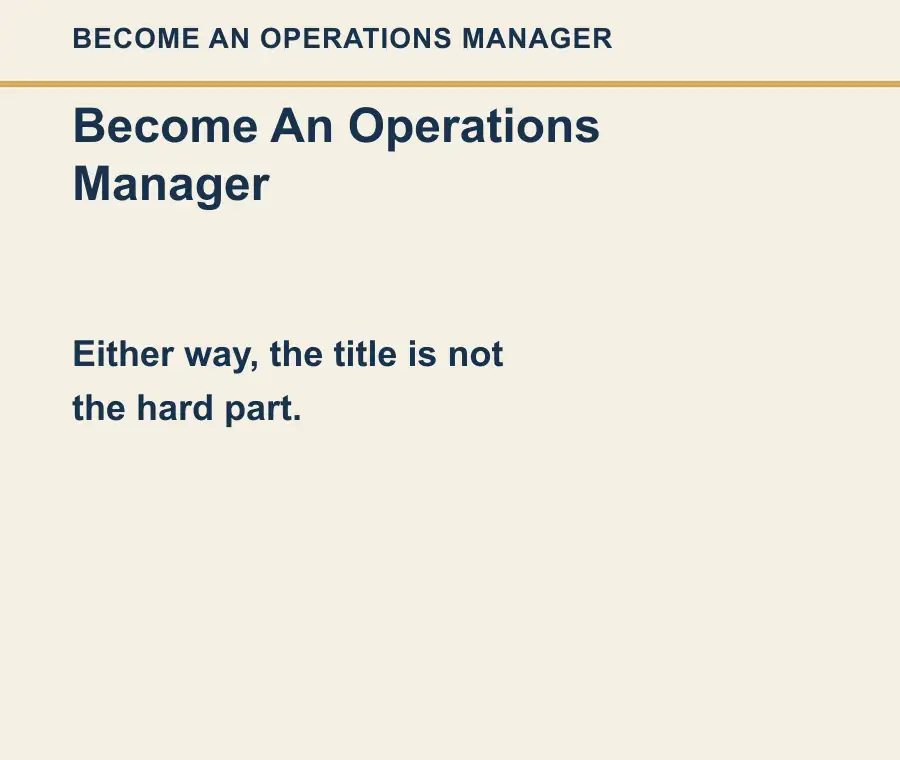 BECOME AN OPERATIONS MANAGER
Become An Operations
Manager
Either way, the title is not
the hard part.